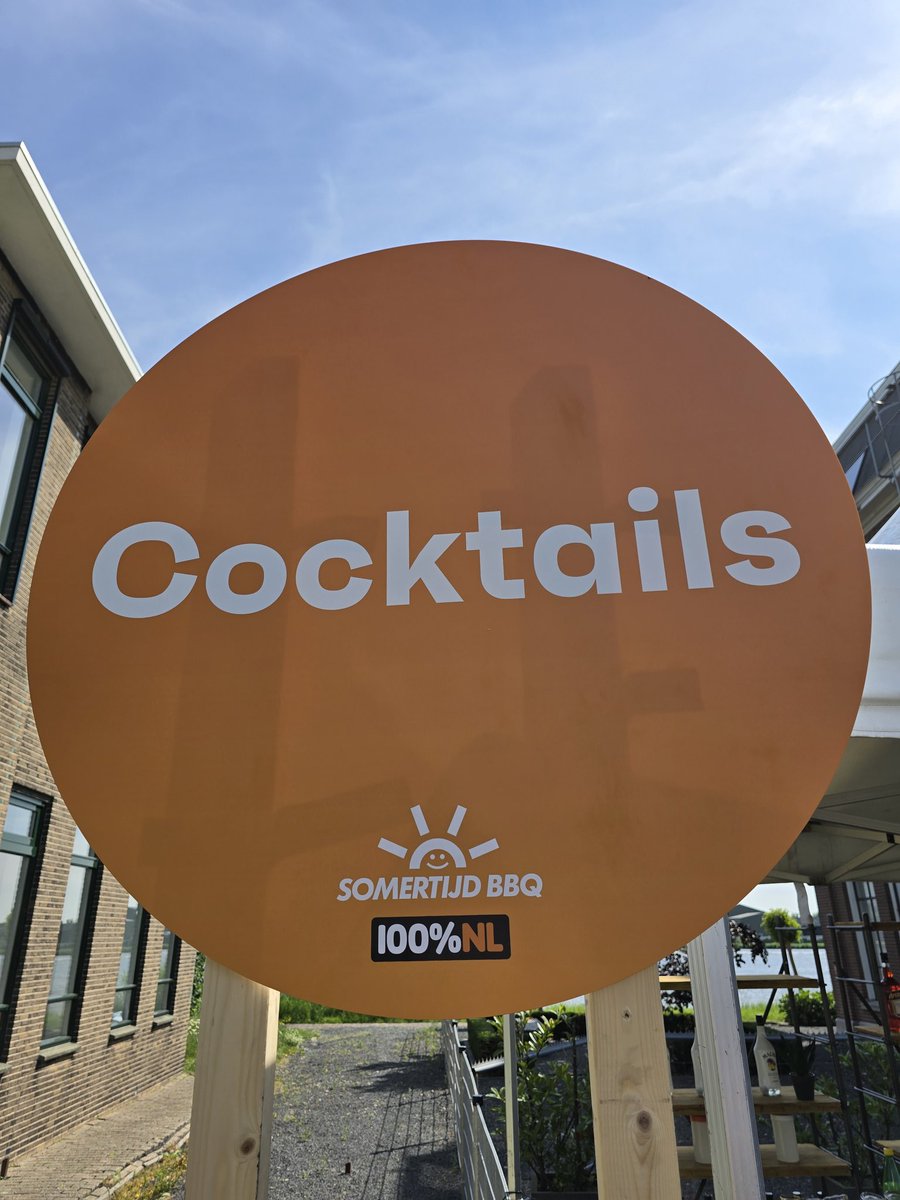 Cocktails
SOMERTIJD BBQ
100%NL